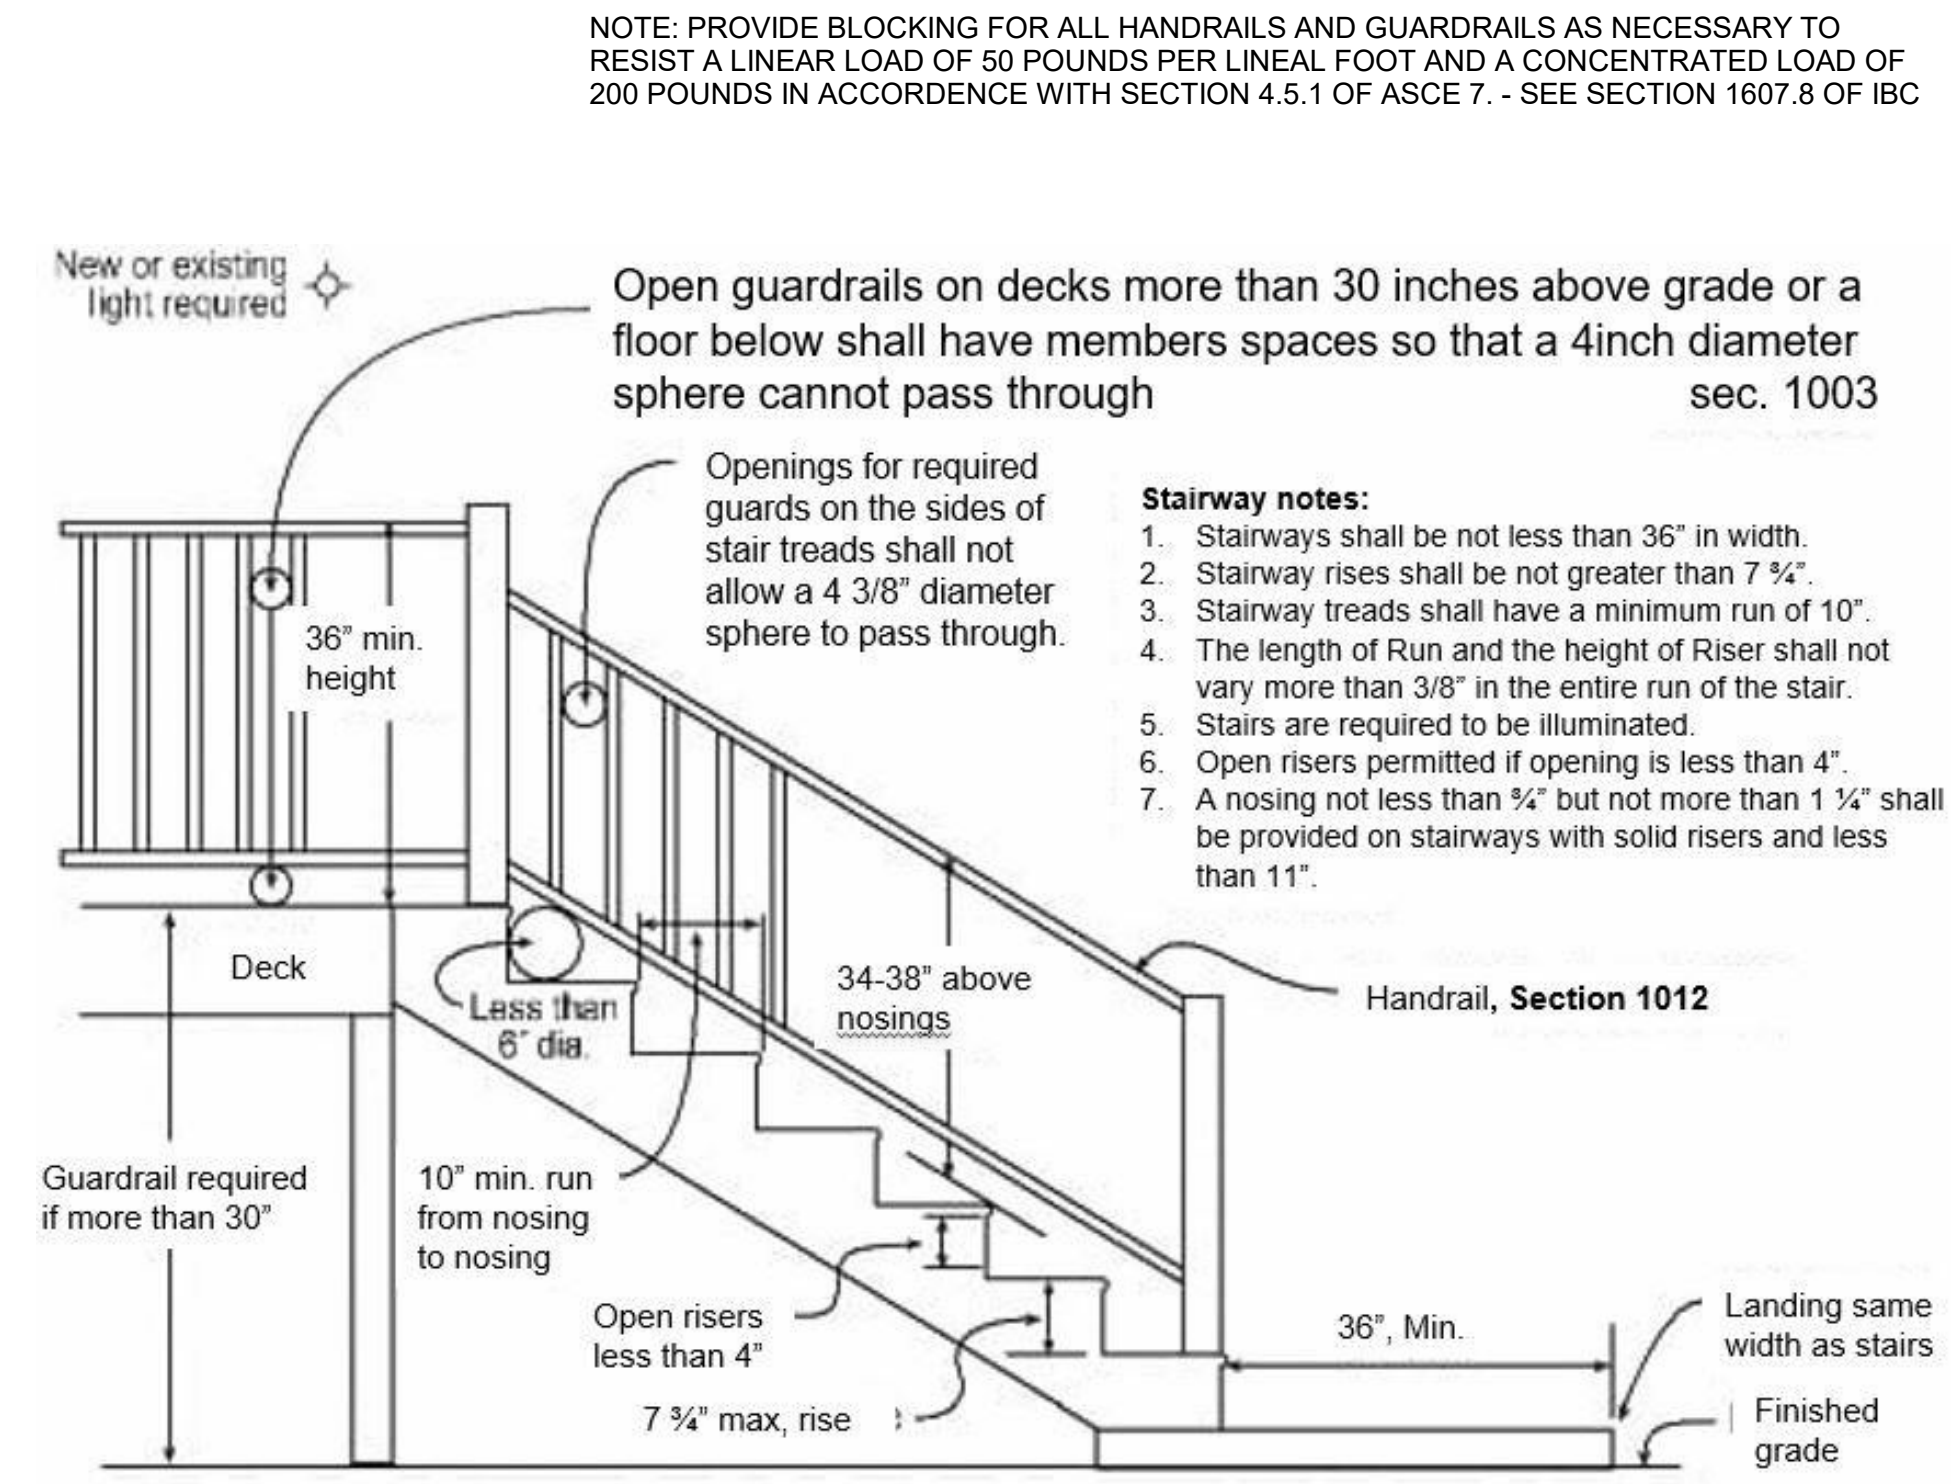 NOTE: PROVIDE BLOCKING FOR ALL HANDRAILS AND GUARDRAILS AS NECESSARY TO
RESIST A LINEAR LOAD OF 50 POUNDS PER LINEAL FOOT AND A CONCENTRATED LOAD OF
200 POUNDS IN ACCORDENCE WITH SECTION 4.5.1 OF ASCE 7. - SEE SECTION 1607.8 OF IBC
New or existing
light required
Open guardrails on decks more than 30 inches above grade or a
floor below shall have members spaces so that a 4inch diameter
sphere cannot pass through sec. 1003
Openings for required
guards on the sides of
stair treads shall not
allow a 4 3/8” diameter
sphere to pass through.
Stairway notes:
1. Stairways shall be not less than 36” in width.
2. Stairway rises shall be not greater than 7 ¾”.
3. Stairway treads shall have a minimum run of 10”.
4. The length of Run and the height of Riser shall not
vary more than 3/8” in the entire run of the stair.
5. Stairs are required to be illuminated.
6. Open risers permitted if opening is less than 4”.
7. A nosing not less than ¾” but not more than 1 ¼” shall
be provided on stairways with solid risers and less
than 11”.
36” min.
height
Deck
Less than
6" dia.
34-38” above
nosings
Handrail, Section 1012
Guardrail required
if more than 30”
10” min. run
from nosing
to nosing
Open risers
less than 4”
7 ¾” max, rise
36”, Min.
Landing same
width as stairs
Finished
grade